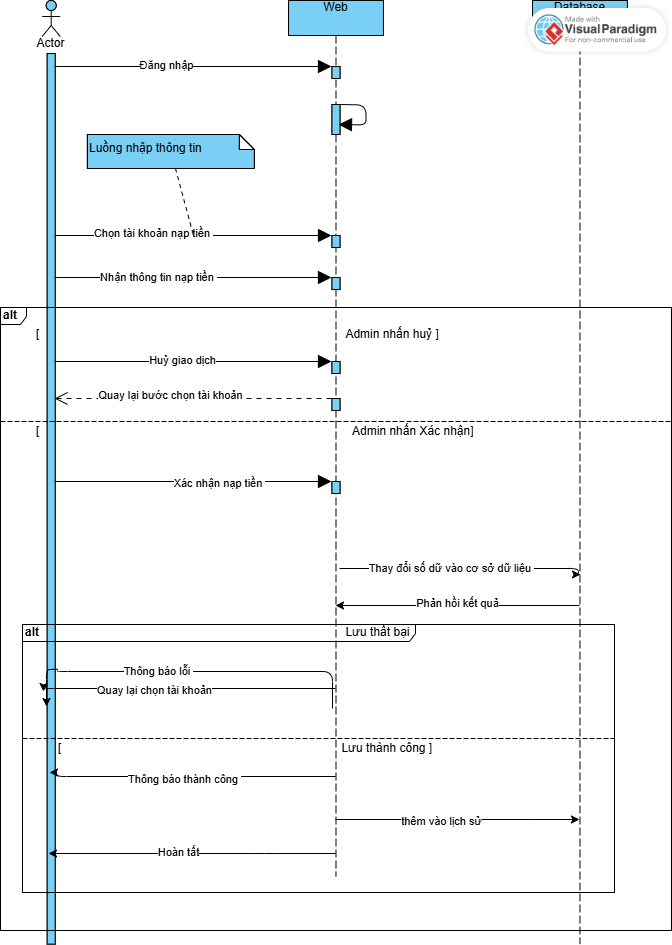 Web
Database
Made with
VisualParadigm
For non-commercial use
Actor
Đăng nhập
Luồng nhập thông tin
Chọn tài khoản nạp tiền
Nhận thông tin nạp tiền
alt
[ Admin nhấn huỷ ]
Huỷ giao dịch
Quay lại bước chọn tài khoản
[ Admin nhấn Xác nhận]
Xác nhận nạp tiền
Thay đổi số dữ vào cơ sở dữ liệu
Phản hồi kết quả
alt
Lưu thất bại
Thông báo lỗi
Quay lại chọn tài khoản
[ Lưu thành công ]
Thông báo thành công
thêm vào lịch sử
Hoàn tất